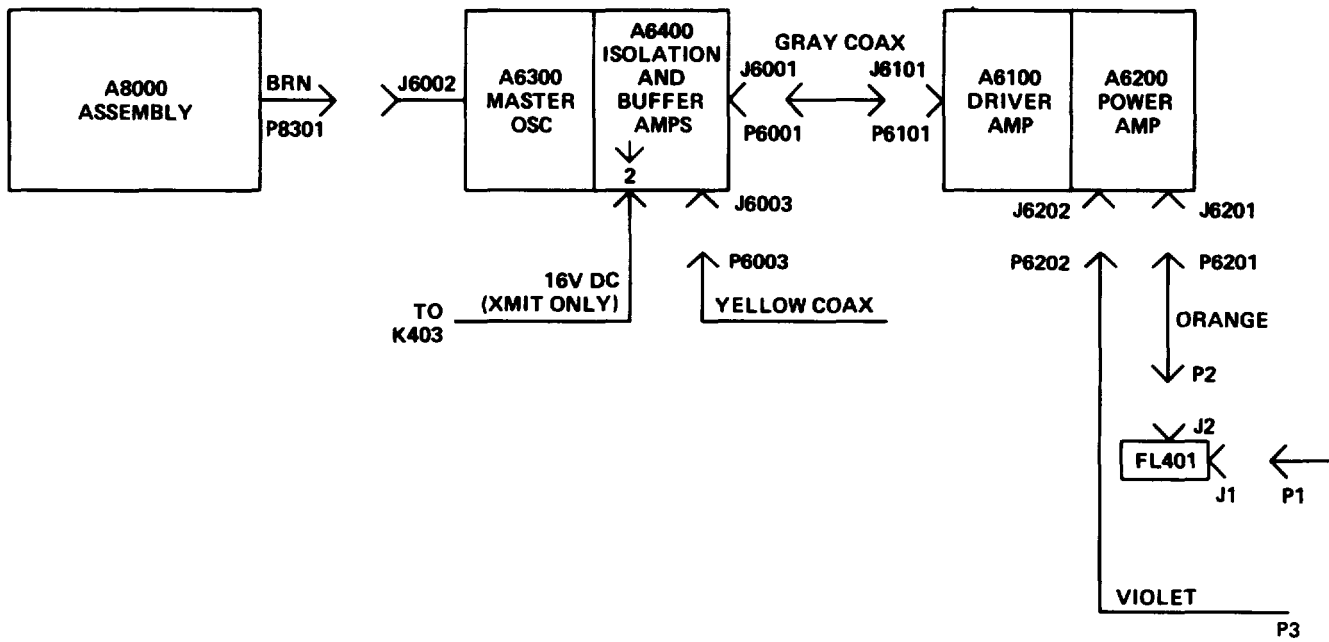 A8000
ASSEMBLY
BRN
P8301
J6002
A6300
MASTER
OSC
A6400
ISOLATION
AND
BUFFER
AMPS
2
GRAY COAX
J6001
J6101
P6001
P6101
A6100
DRIVER
AMP
A6200
POWER
AMP
J6003
P6003
16V DC
(XMIT ONLY)
TO
K403
YELLOW COAX
J6202
J6201
P6202
P6201
ORANGE
P2
J2
FL401
J1
P1
VIOLET
P3